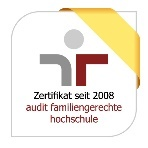 Zertifikat seit 2008
audit familiengerechte
hochschule